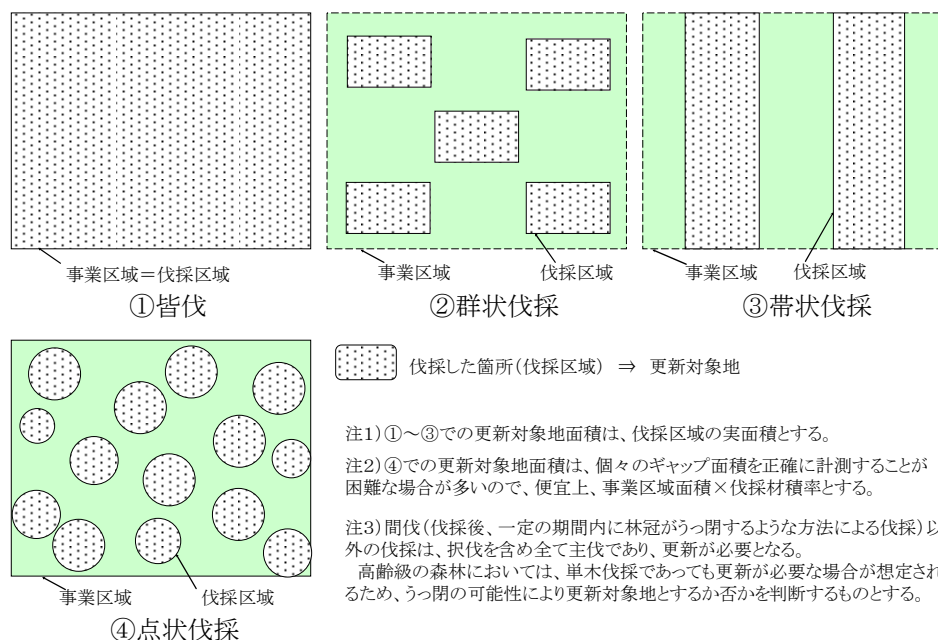 事業区域＝伐採区域
①皆伐
事業区域
伐採区域
②群状伐採
事業区域
伐採区域
③帯状伐採
伐採した箇所(伐採区域) ⇒ 更新対象地
注1)①～③での更新対象地面積は、伐採区域の実面積とする。
注2)④での更新対象地面積は、個々のギャップ面積を正確に計測することが
困難な場合が多いので、便宜上、事業区域面積×伐採材積率とする。
注3)間伐(伐採後、一定の期間内に林冠がうっ閉するような方法による伐採)以
外の伐採は、択伐を含め全て主伐であり、更新が必要となる。
高齢級の森林においては、単木伐採であっても更新が必要な場合が想定され
るため、うっ閉の可能性により更新対象地とするか否かを判断するものとする。
事業区域
伐採区域
④点状伐採